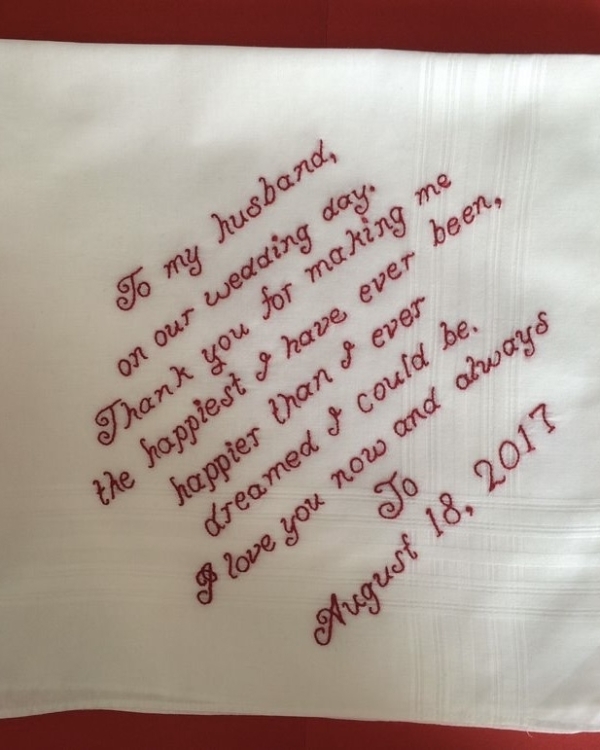 To my husband,
on our wedding day.
Thank you for making me
the happiest I have ever been,
happier than I ever
dreamed I could be.
I love you now and always
Jo
August 18, 2017